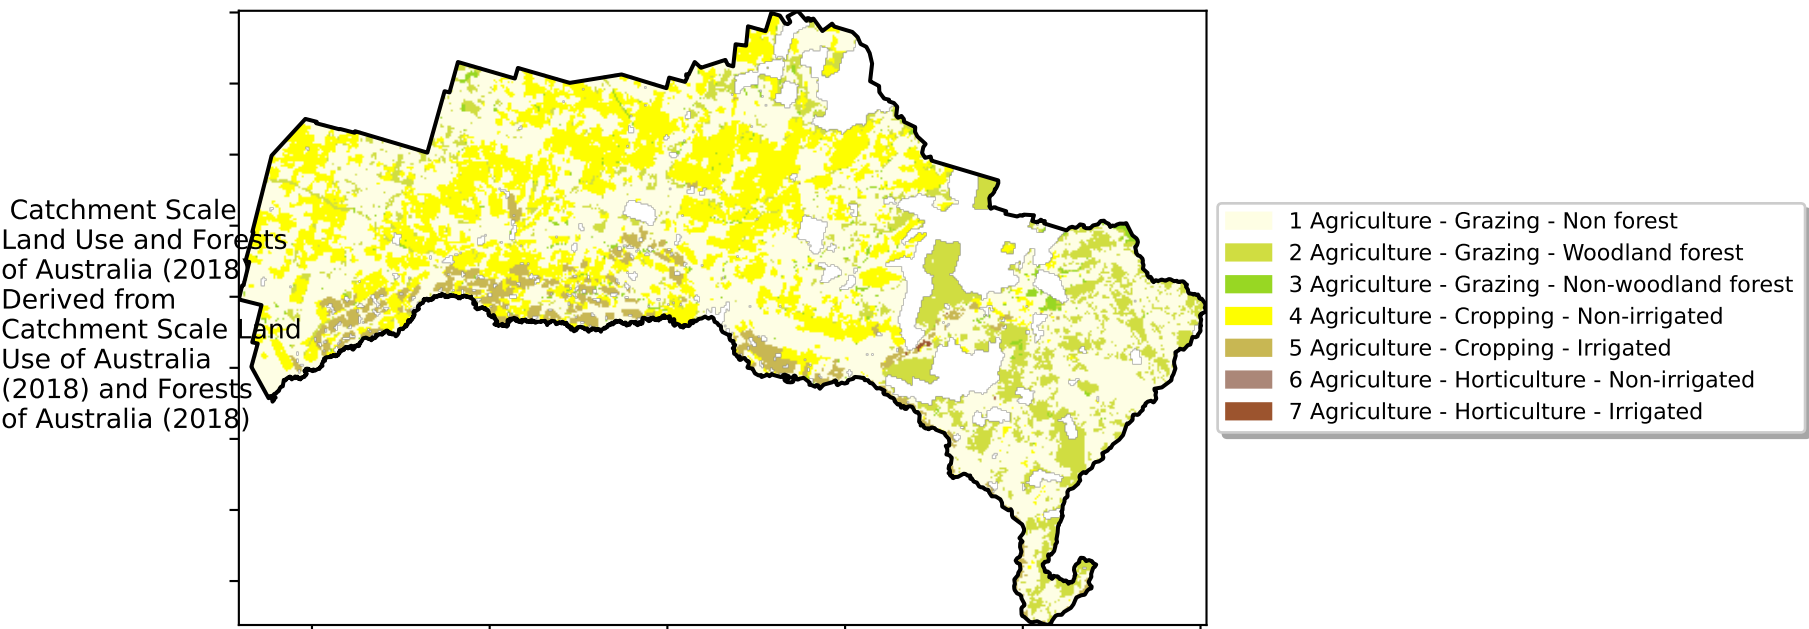 Catchment Scale
Land Use and Forests
of Australia (2018)
Derived from
Catchment Scale Land
Use of Australia
(2018) and Forests
of Australia (2018)
1 Agriculture - Grazing - Non forest
2 Agriculture - Grazing - Woodland forest
3 Agriculture - Grazing - Non-woodland forest
4 Agriculture - Cropping - Non-irrigated
5 Agriculture - Cropping - Irrigated
6 Agriculture - Horticulture - Non-irrigated
7 Agriculture - Horticulture - Irrigated